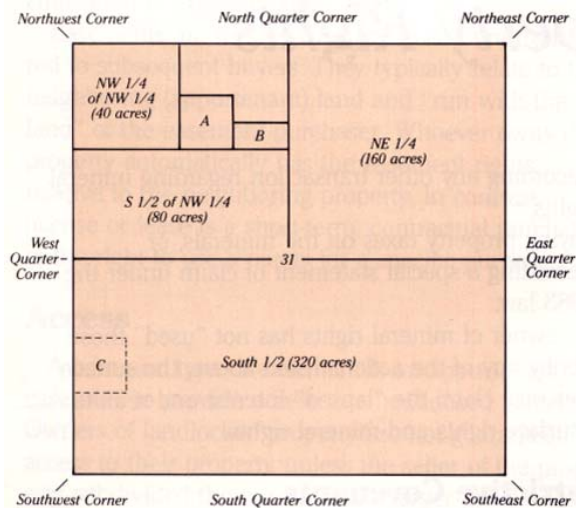 Northwest Corner
North Quarter Corner
Northeast Corner
NW 1/4
of NW 1/4
(40 acres)
A
B
NE 1/4
(160 acres)
S 1/2 of NW 1/4
(80 acres)
West
Quarter
Corner
31
East
Quarter
Corner
C
South 1/2 (320 acres)
Southwest Corner
South Quarter Corner
Southeast Corner